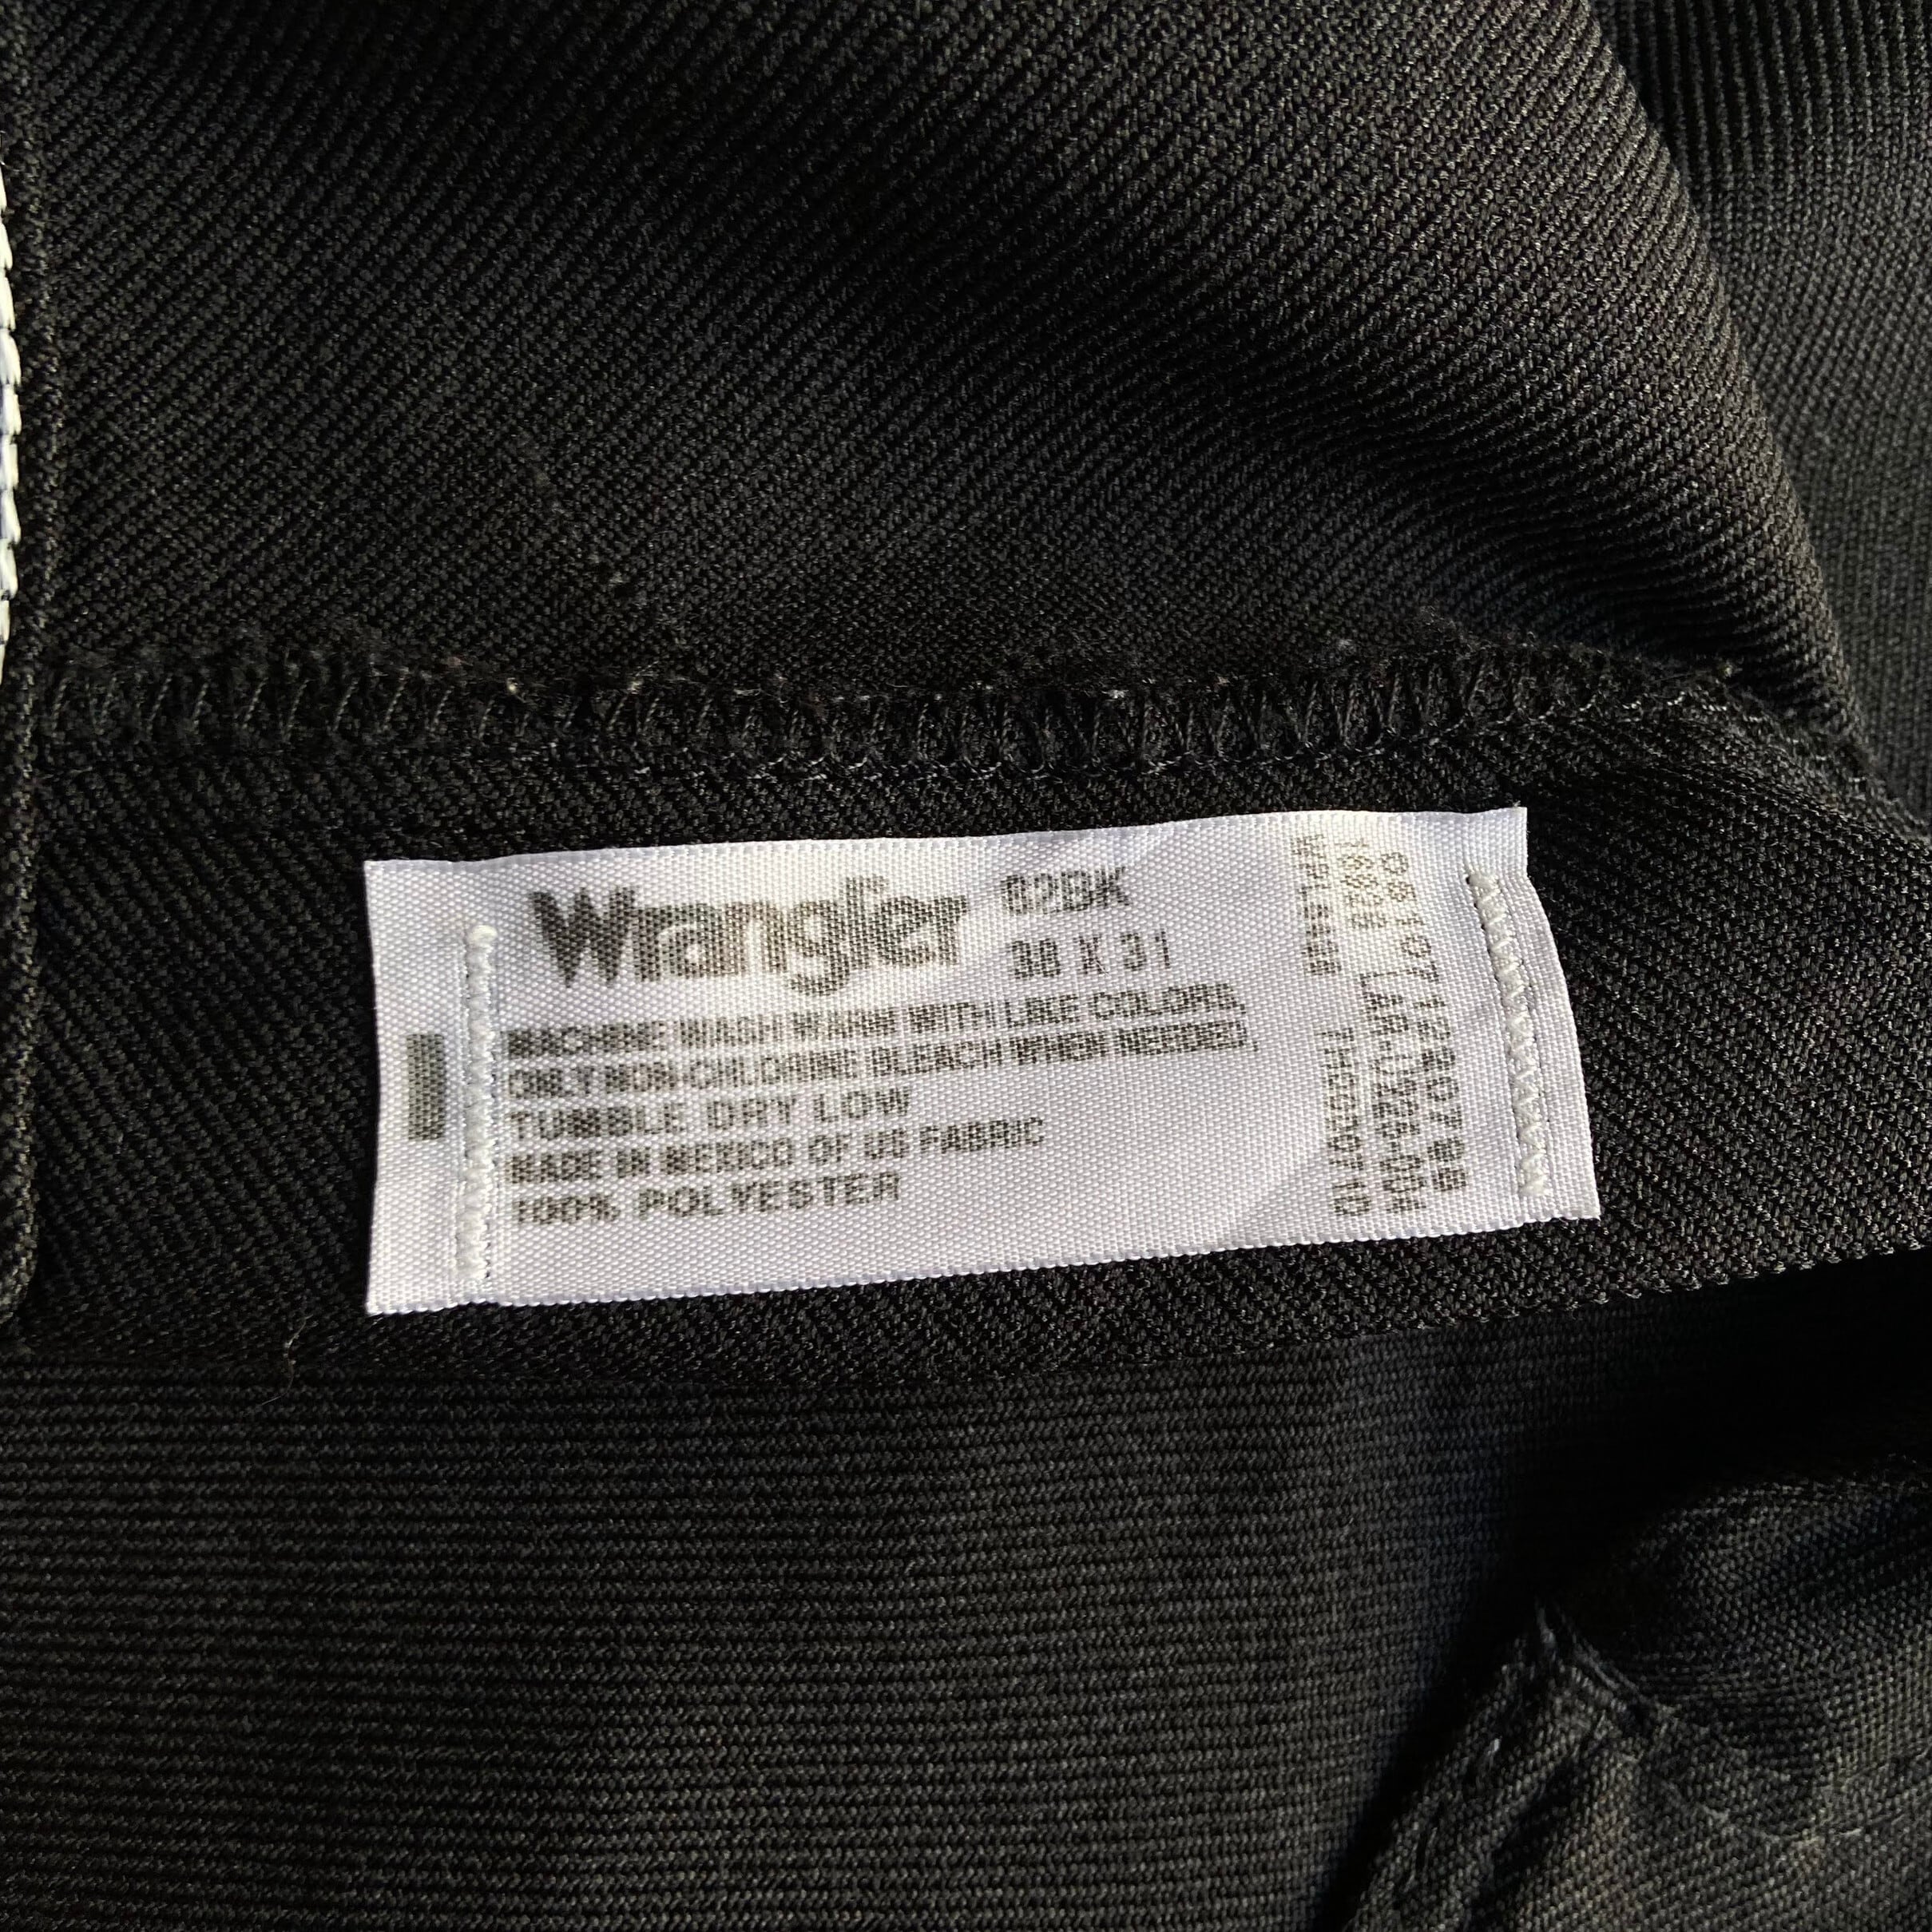 Wrangler 82BK
38 X 31
MACHINE WASH WARM WITH LIKE COLORS
ONLY NON-CHLORINE BLEACH WHEN NEEDED
TUMBLE DRY LOW
MADE IN MEXICO OF US FABRIC
100% POLYESTER